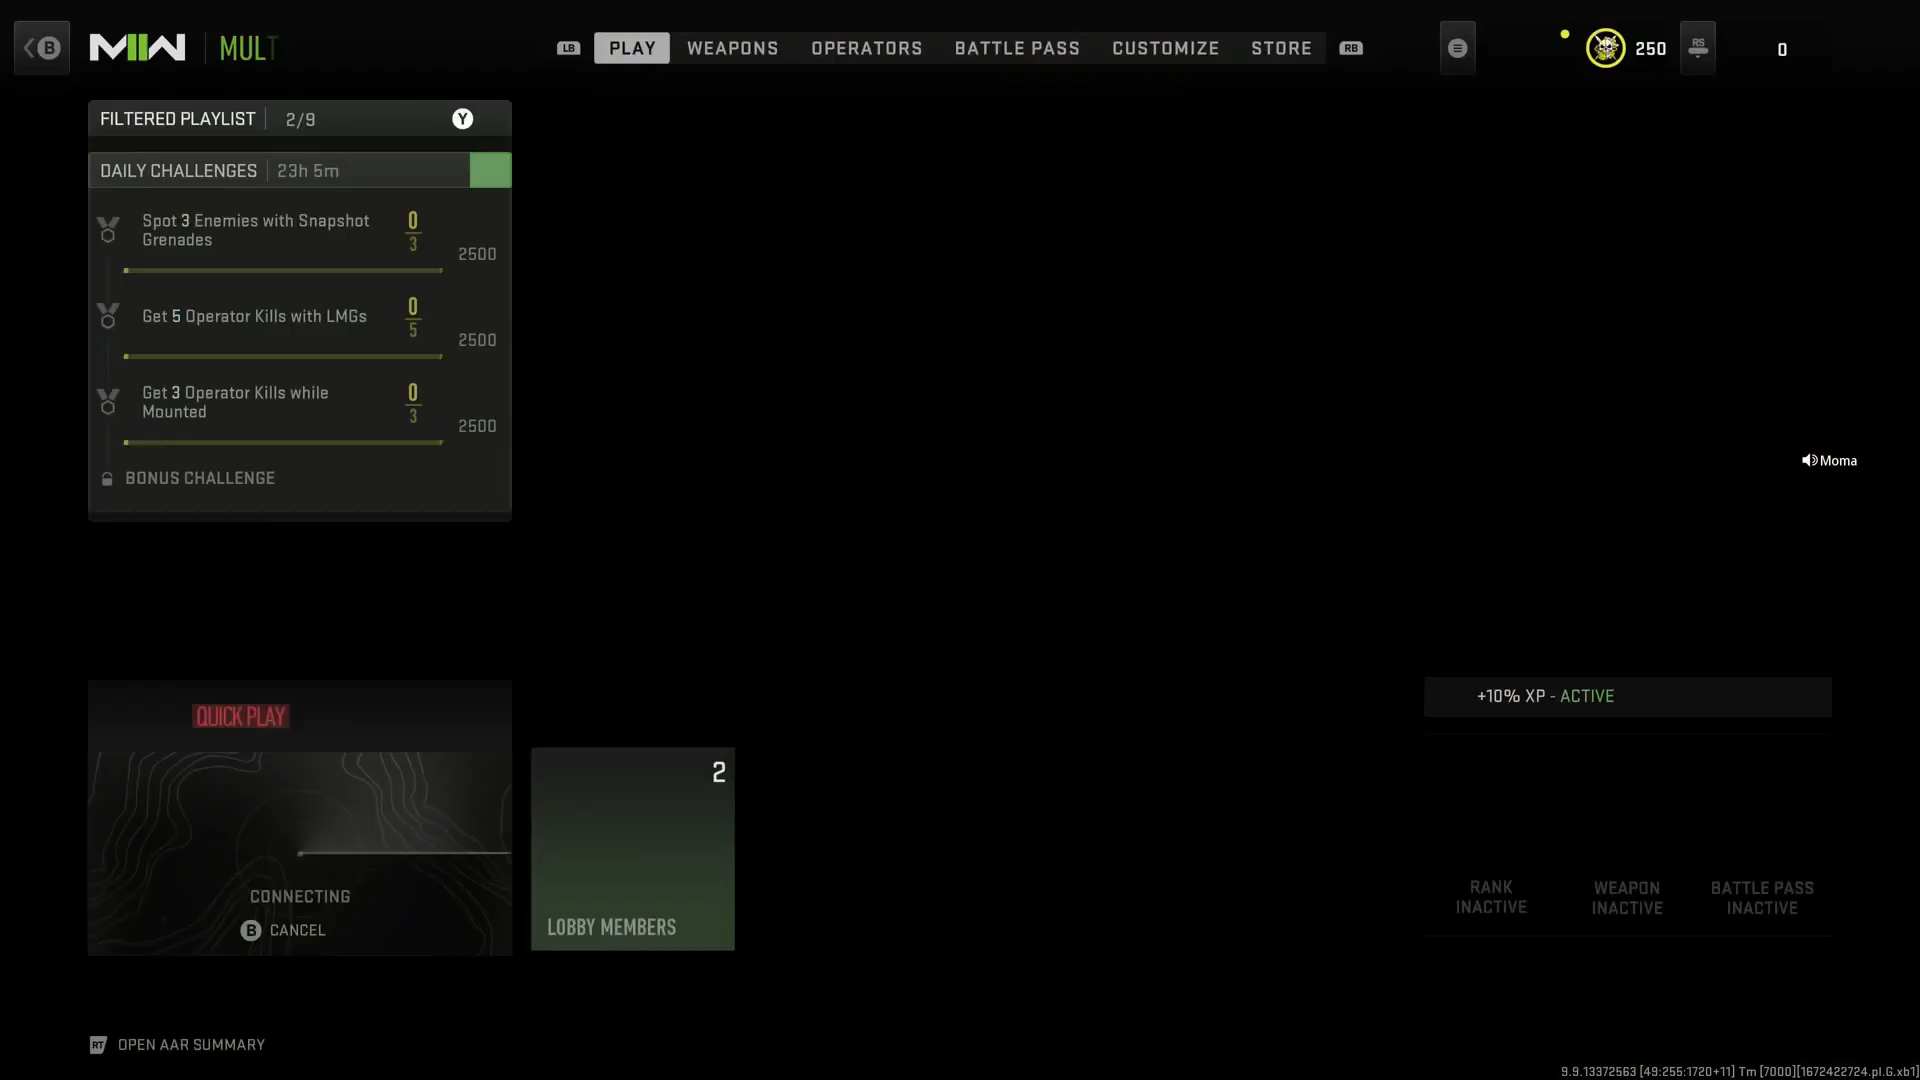 B
MWII
MULT
LB
PLAY
WEAPONS
OPERATORS
BATTLE PASS
CUSTOMIZE
STORE
RB
250
RS
0
FILTERED PLAYLIST 2/9
Y
DAILY CHALLENGES 23h 5m
Spot 3 Enemies with Snapshot
Grenades
0
3
2500
Get 5 Operator Kills with LMGs
0
5
2500
Get 3 Operator Kills while
Mounted
0
3
2500
BONUS CHALLENGE
Moma
QUICK PLAY
CONNECTING
B CANCEL
2
LOBBY MEMBERS
+10% XP - ACTIVE
RANK
INACTIVE
WEAPON
INACTIVE
BATTLE PASS
INACTIVE
RT OPEN AAR SUMMARY
9.9.13372563 [49:255:1720+11] Tm [7000][1672422724.pl.G.xb1]